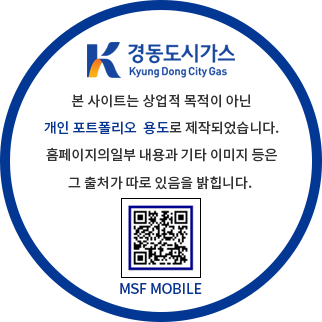 경동도시가스
Kyung Dong City Gas
본 사이트는 상업적 목적이 아닌
개인 포트폴리오 용도로 제작되었습니다.
홈페이지의일부 내용과 기타 이미지 등은
그 출처가 따로 있음을 밝힙니다.
MSF MOBILE